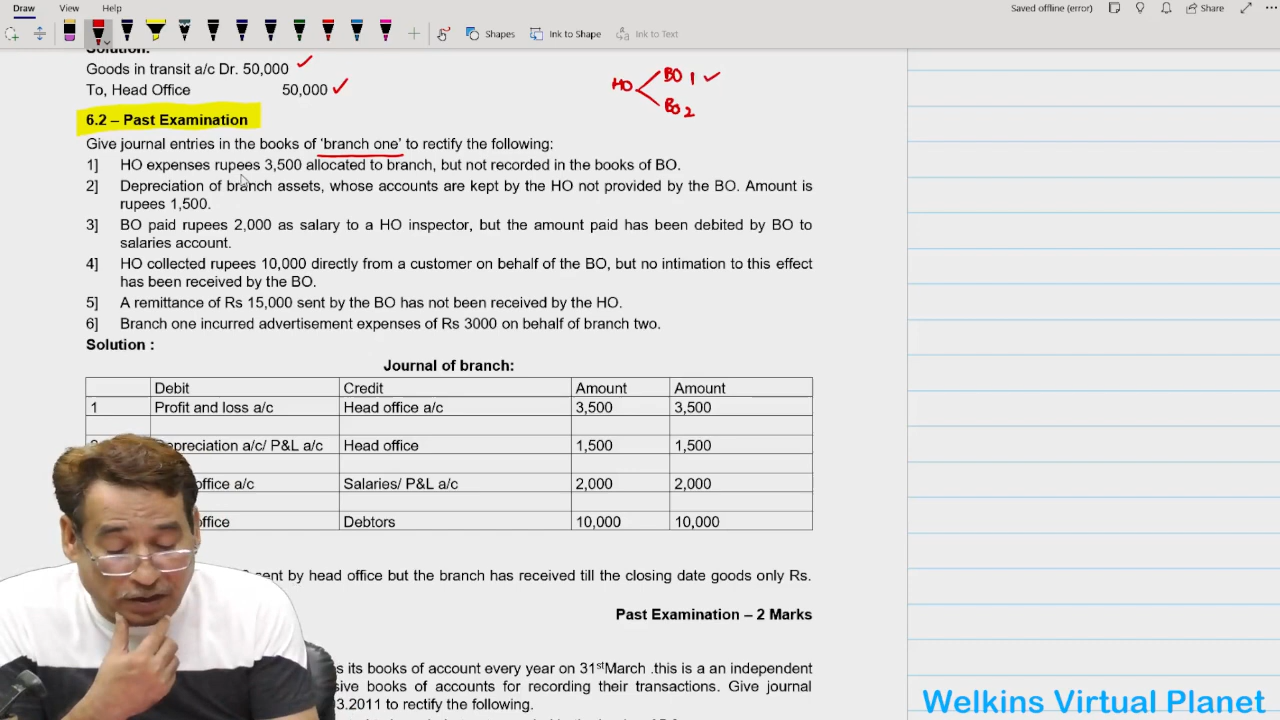 Draw View Help Saved offline (error) Share
Shapes Ink to Shape Ink to Text
Solution:
Goods in transit a/c Dr. 50,000
To, Head Office 50,000
HO BO 1
BO 2
6.2 – Past Examination
Give journal entries in the books of ‘branch one’ to rectify the following:
1] HO expenses rupees 3,500 allocated to branch, but not recorded in the books of BO.
2] Depreciation of branch assets, whose accounts are kept by the HO not provided by the BO. Amount is
rupees 1,500.
3] BO paid rupees 2,000 as salary to a HO inspector, but the amount paid has been debited by BO to
salaries account.
4] HO collected rupees 10,000 directly from a customer on behalf of the BO, but no intimation to this effect
has been received by the BO.
5] A remittance of Rs 15,000 sent by the BO has not been received by the HO.
6] Branch one incurred advertisement expenses of Rs 3000 on behalf of branch two.
Solution :
Journal of branch:
Debit Credit Amount Amount
1 Profit and loss a/c Head office a/c 3,500 3,500
Depreciation a/c/ P&L a/c Head office 1,500 1,500
office a/c Salaries/ P&L a/c 2,000 2,000
office Debtors 10,000 10,000
sent by head office but the branch has received till the closing date goods only Rs.
Past Examination – 2 Marks
its books of account every year on 31stMarch .this is a an independent
books of accounts for recording their transactions. Give journal
3.2011 to rectify the following.
Welkins Virtual Planet